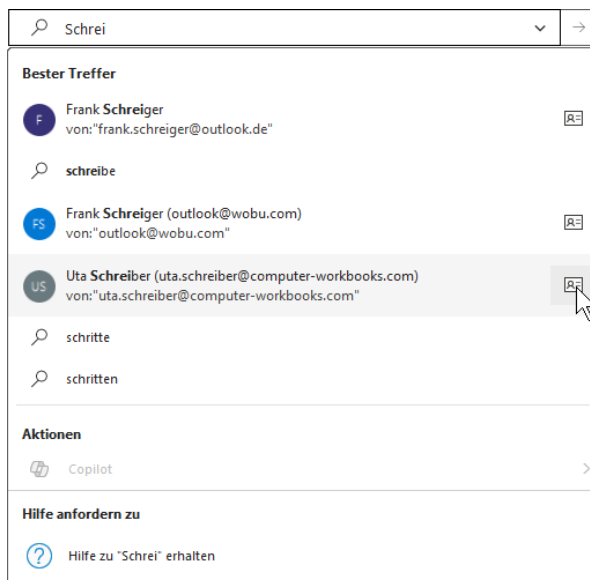 Schrei
Bester Treffer
F
Frank Schreiger
von:"frank.schreiger@outlook.de"
schreibe
FS
Frank Schreiger (outlook@wobu.com)
von:"outlook@wobu.com"
US
Uta Schreiber (uta.schreiber@computer-workbooks.com)
von:"uta.schreiber@computer-workbooks.com"
schritte
schritten
Aktionen
Copilot
Hilfe anfordern zu
Hilfe zu "Schrei" erhalten